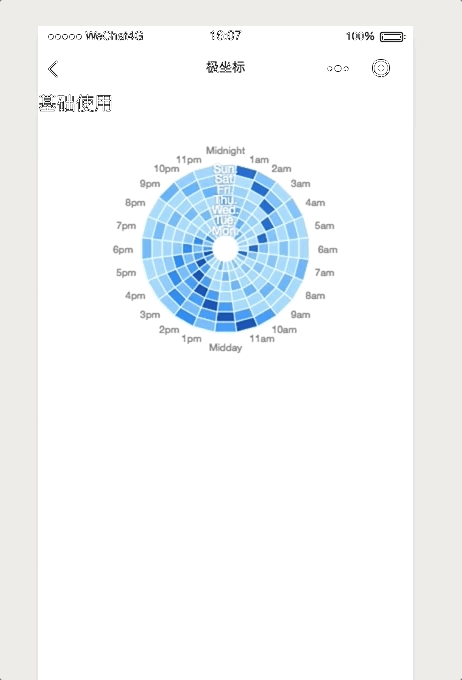 WeChat4G 16:07 100%
极坐标
基础使用
Midnight
11pm 1am
10pm 2am
9pm 3am
8pm 4am
7pm 5am
6pm 6am
5pm 7am
4pm 8am
3pm 9am
2pm 10am
1pm 11am
Midday
Sun
Sat
Fri
Thu
Wed
Tue
Mon